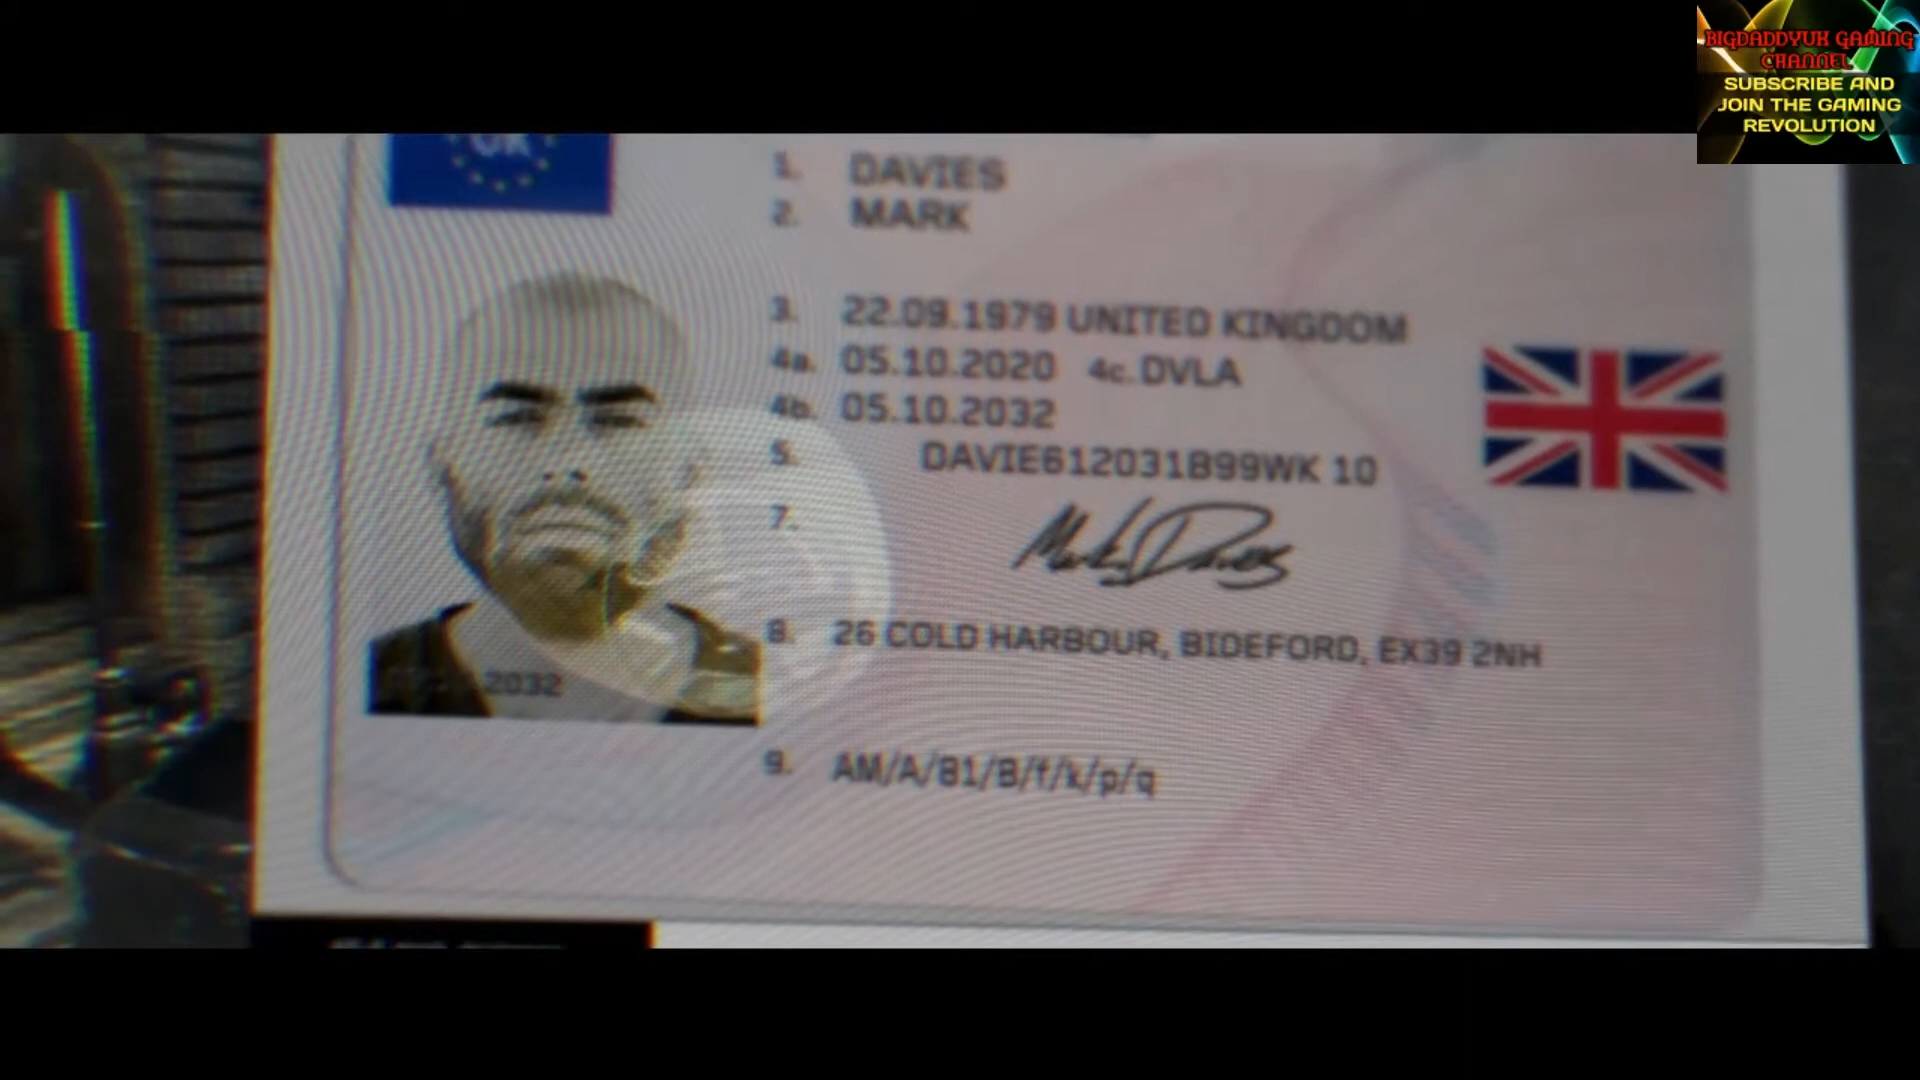 BIGDADDYUK GAMING
CHANNEL
SUBSCRIBE AND
JOIN THE GAMING
REVOLUTION
UK
1. DAVIES
2. MARK
3. 22.09.1979 UNITED KINGDOM
4a. 05.10.2020 4c. DVLA
4b. 05.10.2032
5. DAVIE612031B99WK 10
7. Mark Davies
8. 26 COLD HARBOUR, BIDEFORD, EX39 2NH
2032
9. AM/A/B1/B/f/k/p/q